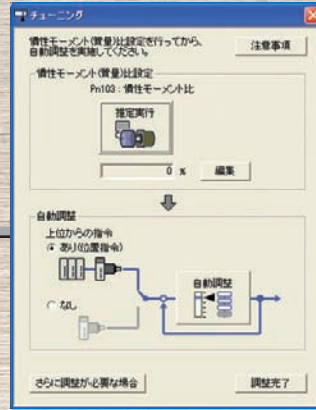 チューニング
慣性モーメント(質量)比設定を行ってから、
自動調整を実施してください。
注意事項
慣性モーメント(質量)比設定
Pn103 : 慣性モーメント比
推定実行
0 %
編集
自動調整
上位からの指令
あり(位置指令)
なし
自動調整
さらに調整が必要な場合
調整完了